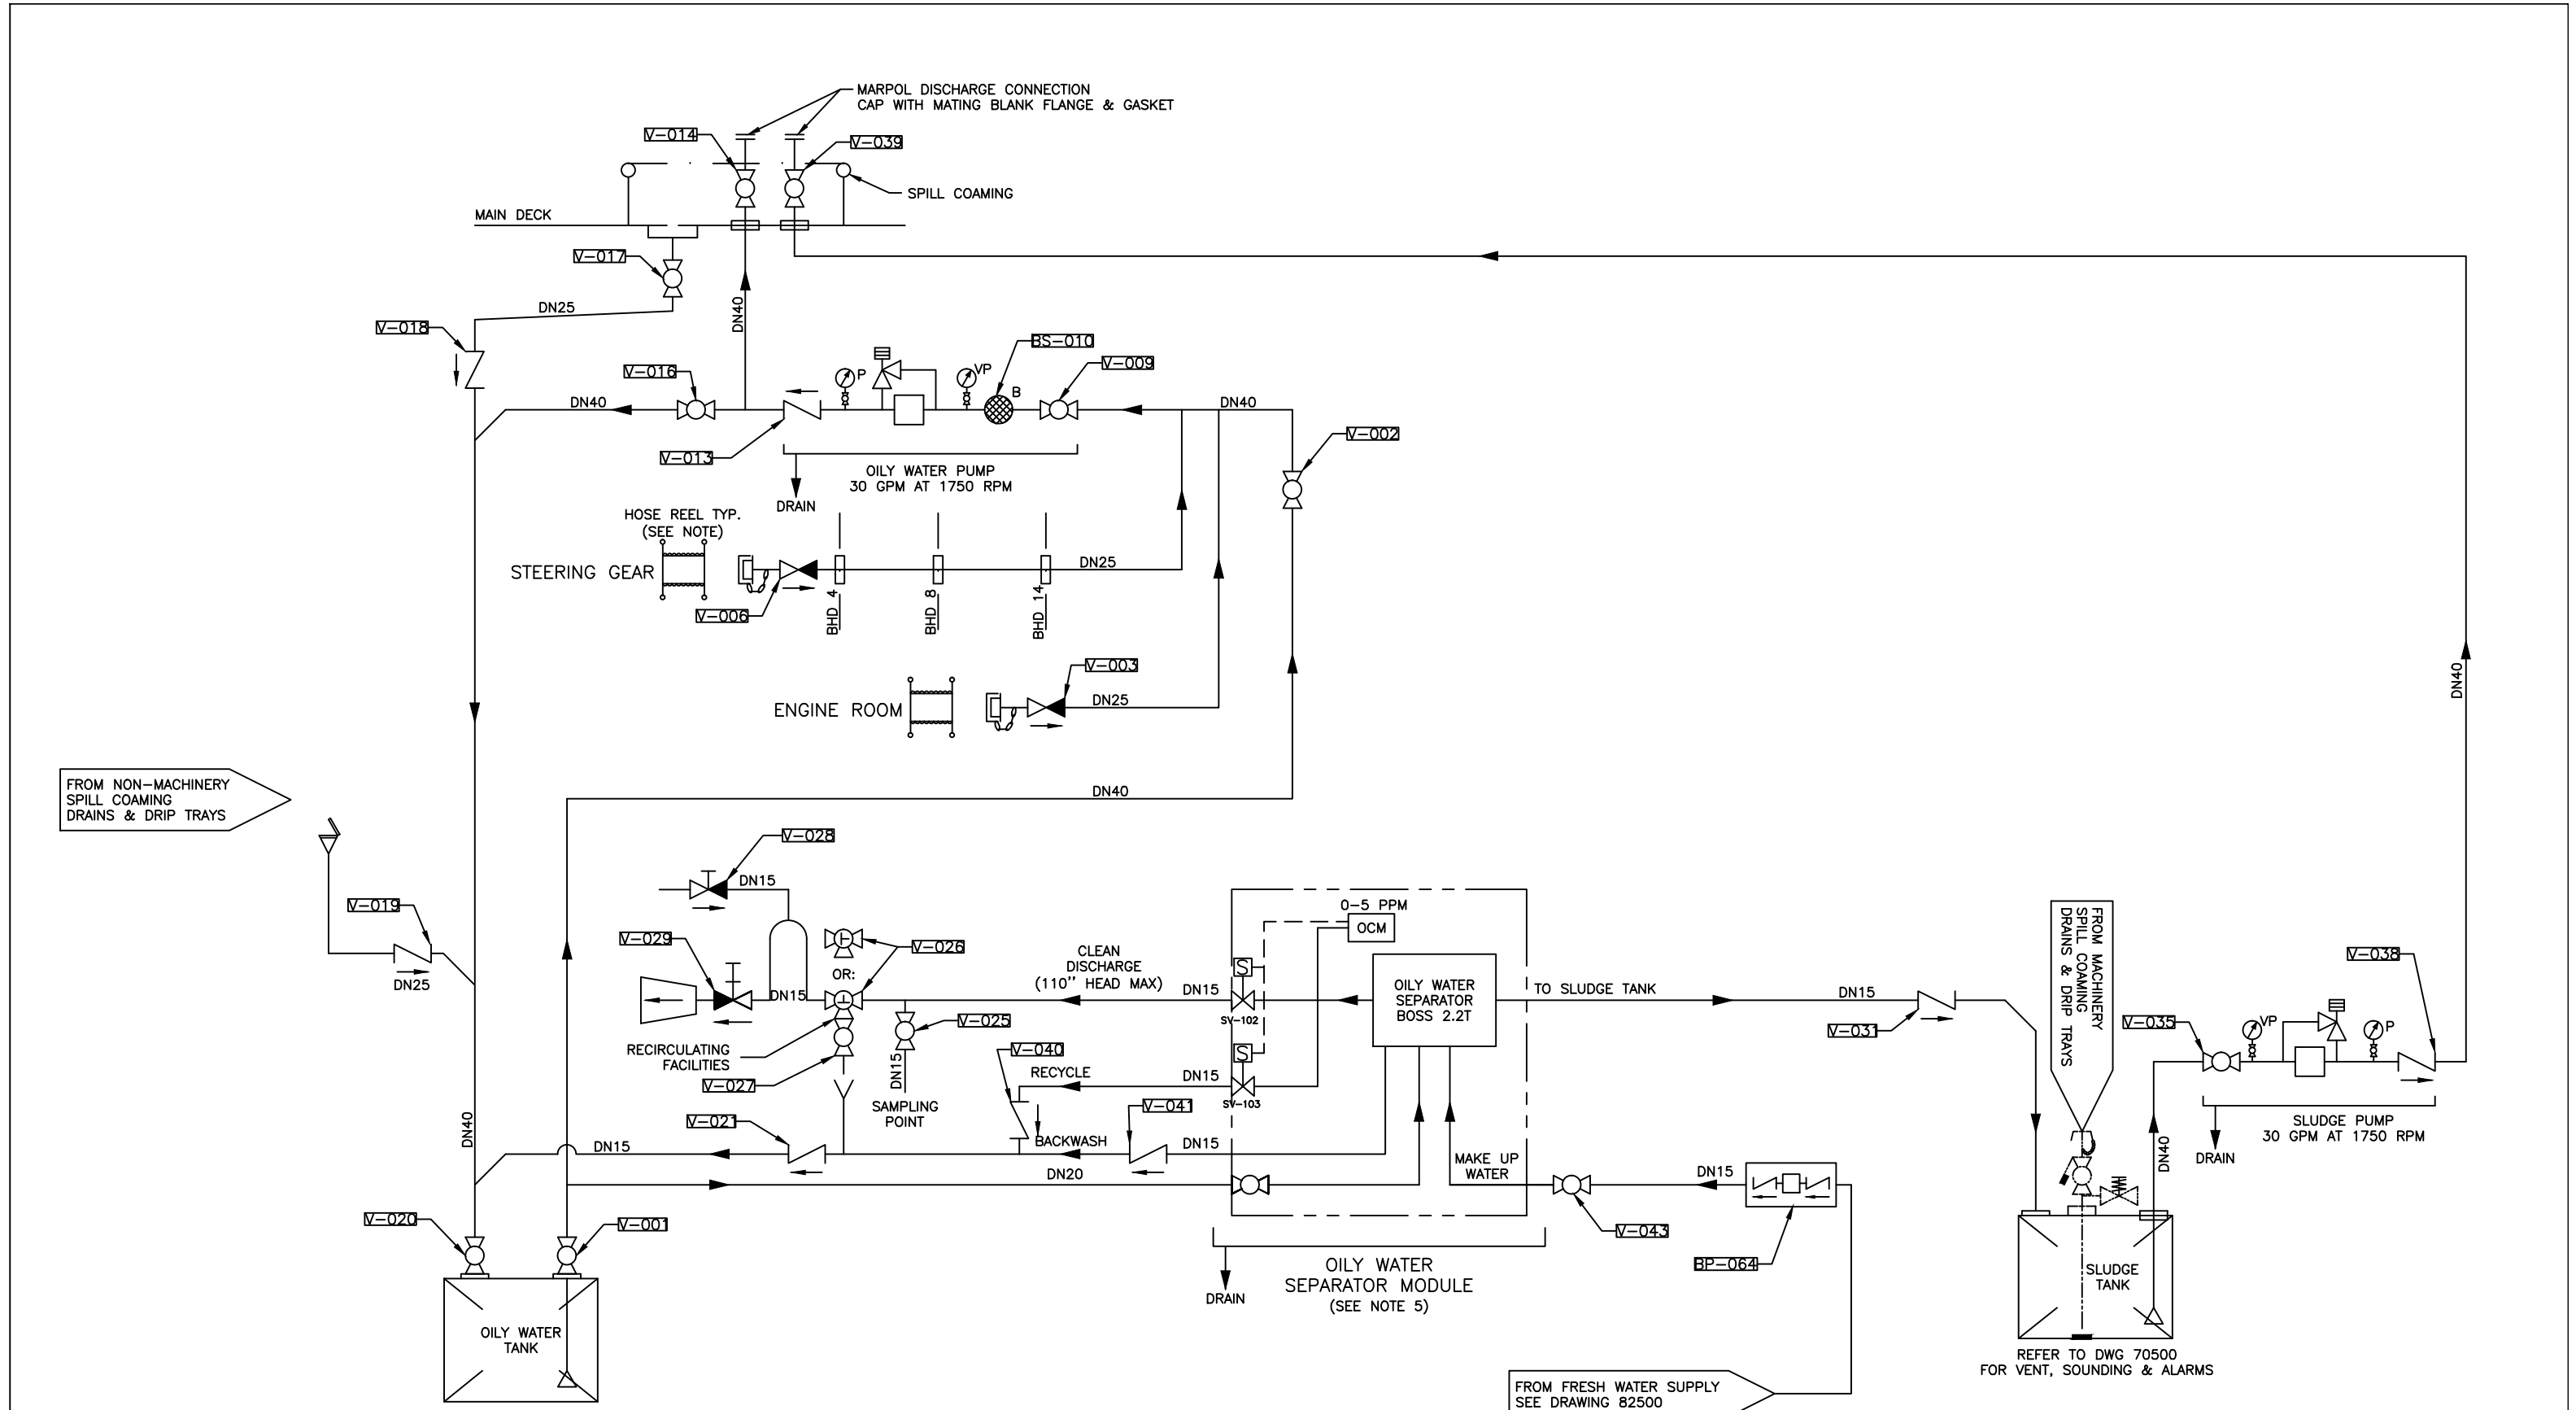 MARPOL DISCHARGE CONNECTION
CAP WITH MATING BLANK FLANGE & GASKET
V-014
V-039
SPILL COAMING
MAIN DECK
V-017
DN25
V-018
DN40
BS-010
V-009
V-016
P
VP
B
DN40
DN40
V-002
V-013
OILY WATER PUMP
30 GPM AT 1750 RPM
DRAIN
HOSE REEL TYP.
(SEE NOTE)
STEERING GEAR
DN25
V-006
BHD 4
BHD 8
BHD 14
V-003
ENGINE ROOM
DN25
DN40
FROM NON-MACHINERY
SPILL COAMING
DRAINS & DRIP TRAYS
DN40
V-028
DN15
V-019
DN25
V-029
V-026
OR:
DN15
CLEAN
DISCHARGE
(110" HEAD MAX)
DN15
0-5 PPM
OCM
S
SV-102
OILY WATER
SEPARATOR
BOSS 2.2T
TO SLUDGE TANK
DN15
V-031
FROM MACHINERY
SPILL COAMING
DRAINS & DRIP TRAYS
V-038
V-035
VP
P
V-025
RECIRCULATING
FACILITIES
V-027
DN15
SAMPLING
POINT
V-040
RECYCLE
DN15
S
SV-103
V-041
V-021
DN15
BACKWASH
DN15
DN20
MAKE UP
WATER
DN15
V-043
BP-064
DN40
SLUDGE PUMP
30 GPM AT 1750 RPM
DRAIN
DN40
V-020
V-001
OILY WATER
TANK
DRAIN
OILY WATER
SEPARATOR MODULE
(SEE NOTE 5)
SLUDGE
TANK
REFER TO DWG 70500
FOR VENT, SOUNDING & ALARMS
FROM FRESH WATER SUPPLY
SEE DRAWING 82500